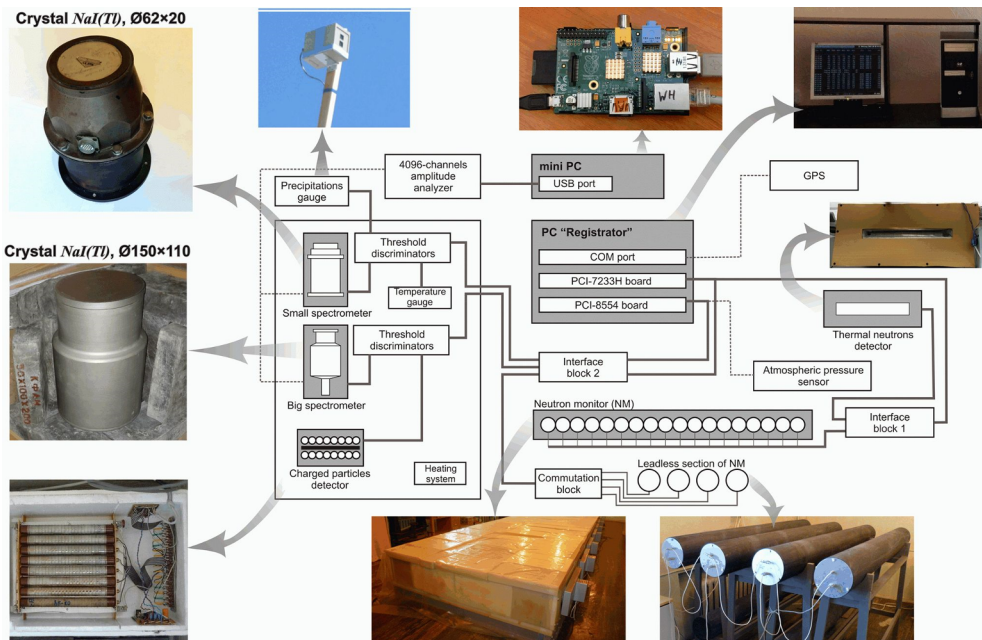 Crystal NaI(Tl), Ø62×20
WH
4096-channels
amplitude
analyzer
mini PC
USB port
GPS
Precipitations
gauge
Crystal NaI(Tl), Ø150×110
Threshold
discriminators
Small spectrometer
Temperature
gauge
PC “Registrator”
COM port
PCI-7233H board
PCI-8554 board
Thermal neutrons
detector
Threshold
discriminators
Big spectrometer
Interface
block 2
Atmospheric pressure
sensor
Neutron monitor (NM)
Interface
block 1
Charged particles
detector
Heating
system
Commutation
block
Leadless section of NM